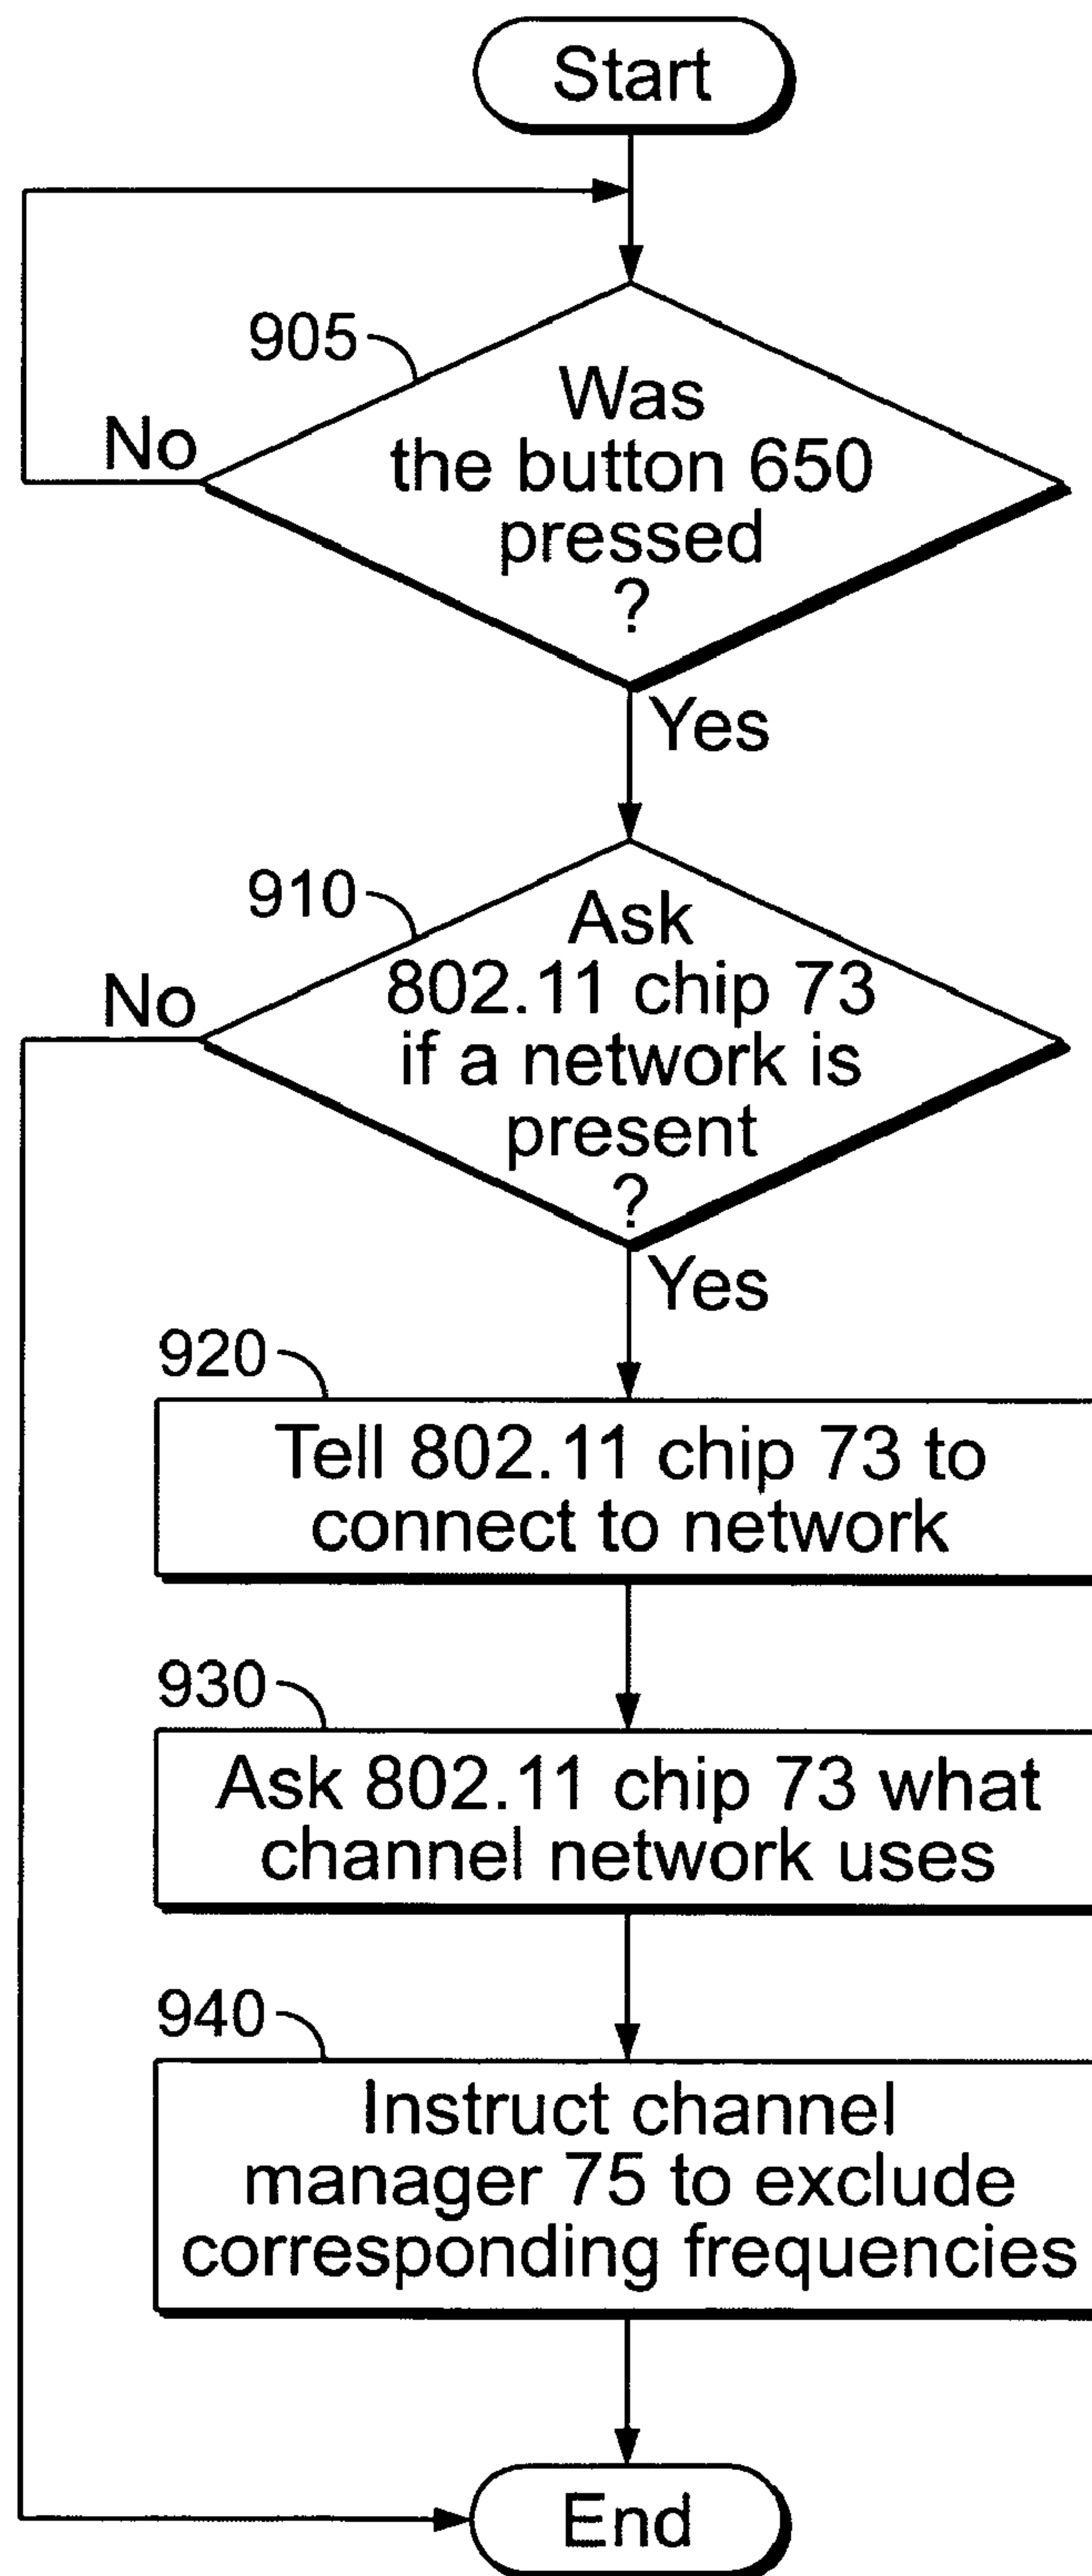 Start
905
Was
the button 650
pressed
?
No
Yes
910
Ask
802.11 chip 73
if a network is
present
?
No
Yes
920
Tell 802.11 chip 73 to
connect to network
930
Ask 802.11 chip 73 what
channel network uses
940
Instruct channel
manager 75 to exclude
corresponding frequencies
End